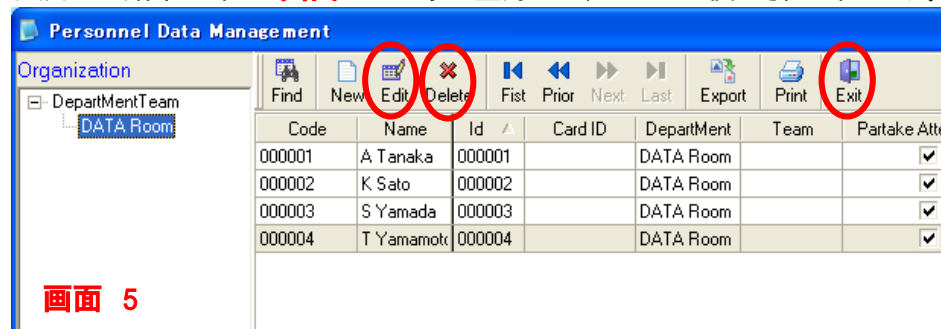 Personnel Data Management
Organization
DepartMentTeam
DATA Room
Find New Edit Delete Fist Prior Next Last Export Print Exit
Code Name Id Card ID DepartMent Team Partake Atte
000001 A Tanaka 000001 DATA Room
000002 K Sato 000002 DATA Room
000003 S Yamada 000003 DATA Room
000004 T Yamamoto 000004 DATA Room
画面 5